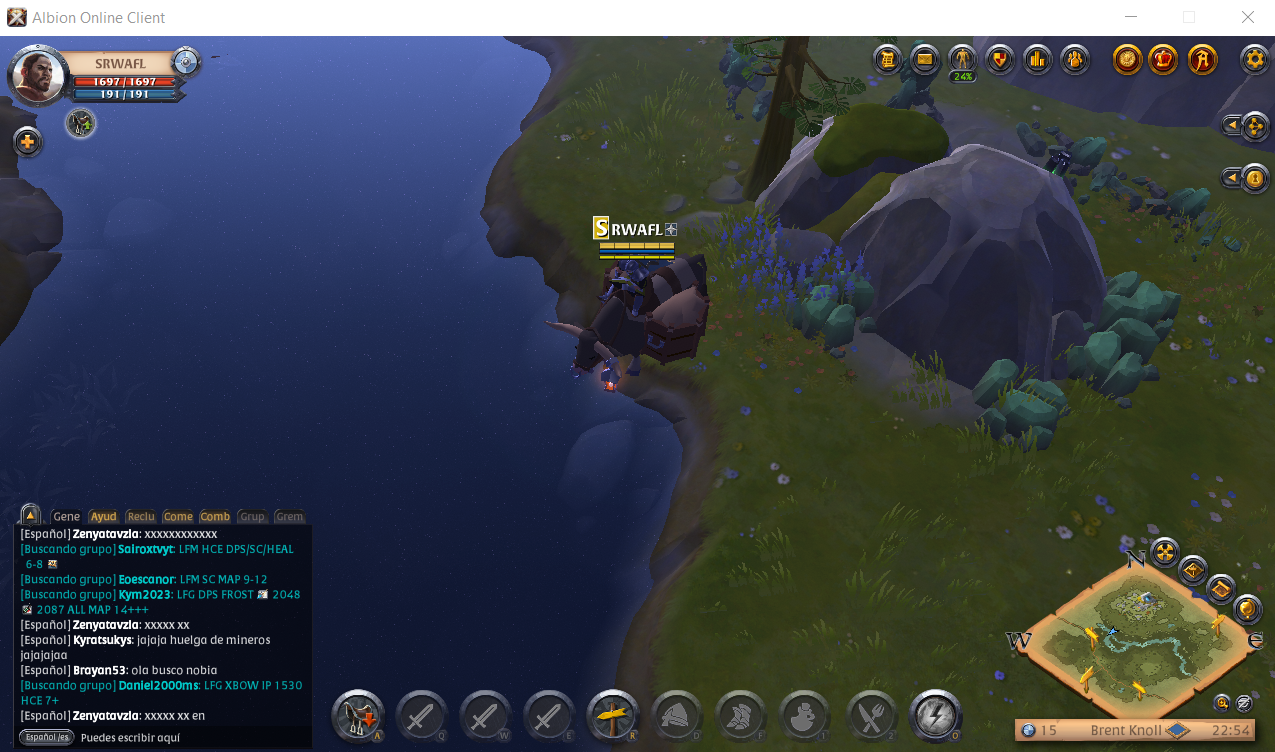 Albion Online Client
SRWAFL
1697 / 1697
191 / 191
24%
SRWAFL
Gene Ayud Reclu Come Comb Grup Grem
[Español] Zenyatavzla: xxxxxxxxxxxx
[Buscando grupo] Sairoxtvyt: LFM HCE DPS/SC/HEAL
6-8
[Buscando grupo] Eoescanor: LFM SC MAP 9-12
[Buscando grupo] Kym2023: LFG DPS FROST 2048
2087 ALL MAP 14+++
[Español] Zenyatavzla: xxxxx xx
[Español] Kyratsukys: jajaja huelga de mineros
jajajajaa
[Español] Brayan53: ola busco nobia
[Buscando grupo] Daniel2000ms: LFG XBOW IP 1530
HCE 7+
[Español] Zenyatavzla: xxxxx xx en
Español /es Puedes escribir aquí
A Q W E R D F 1 2 O
N
W
E
15 Brent Knoll 22:54